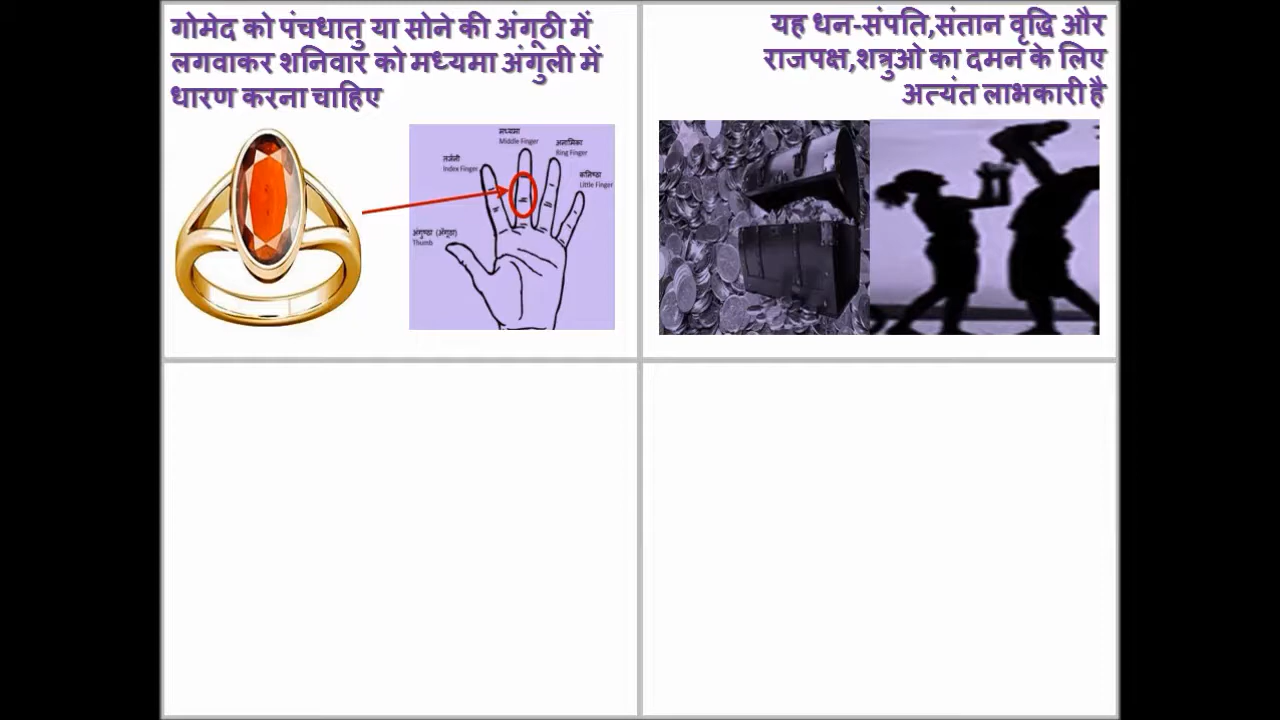 गोमेद को पंचधातु या सोने की अंगूठी में
लगवाकर शनिवार को मध्यमा अंगुली में
धारण करना चाहिए
मध्यमा
Middle Finger
अनामिका
Ring Finger
तर्जनी
Index Finger
कनिष्ठा
Little Finger
अंगुष्ठा (अंगूठा)
Thumb
यह धन-संपति,संतान वृद्धि और
राजपक्ष,शत्रुओ का दमन के लिए
अत्यंत लाभकारी है